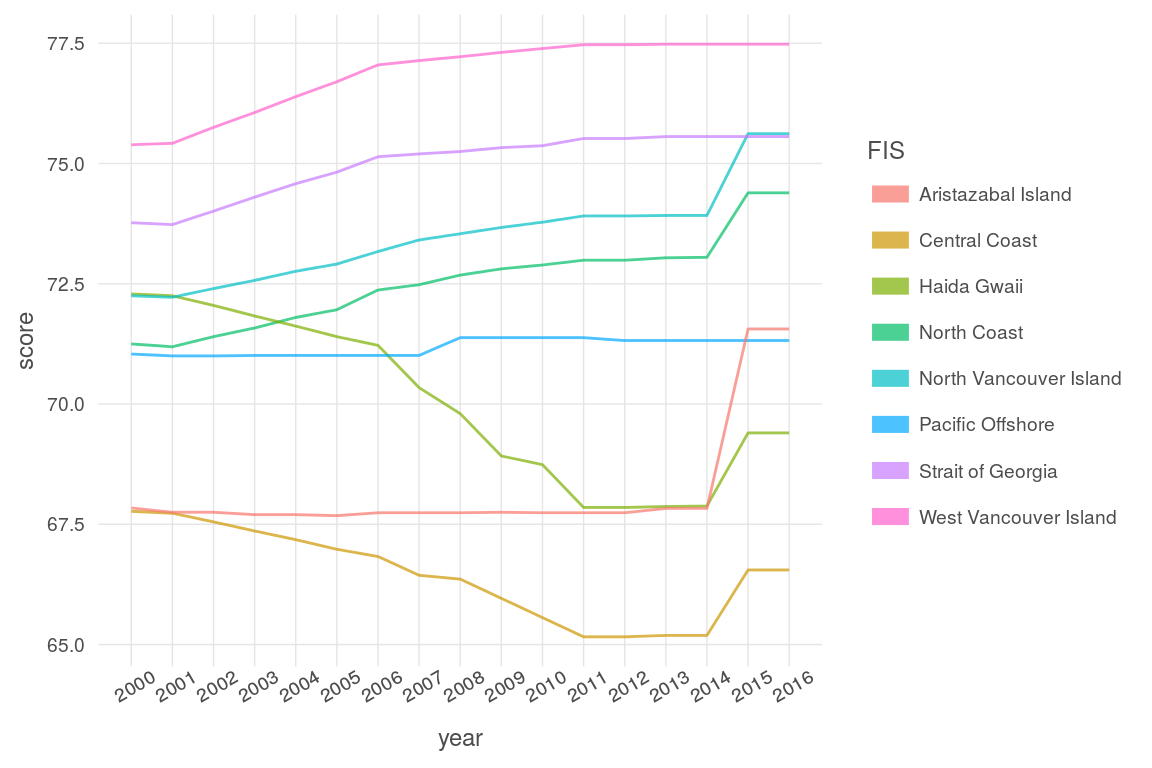 77.5
75.0
72.5
70.0
67.5
65.0
score
2000 2001 2002 2003 2004 2005 2006 2007 2008 2009 2010 2011 2012 2013 2014 2015 2016
year
FIS
Aristazabal Island
Central Coast
Haida Gwaii
North Coast
North Vancouver Island
Pacific Offshore
Strait of Georgia
West Vancouver Island